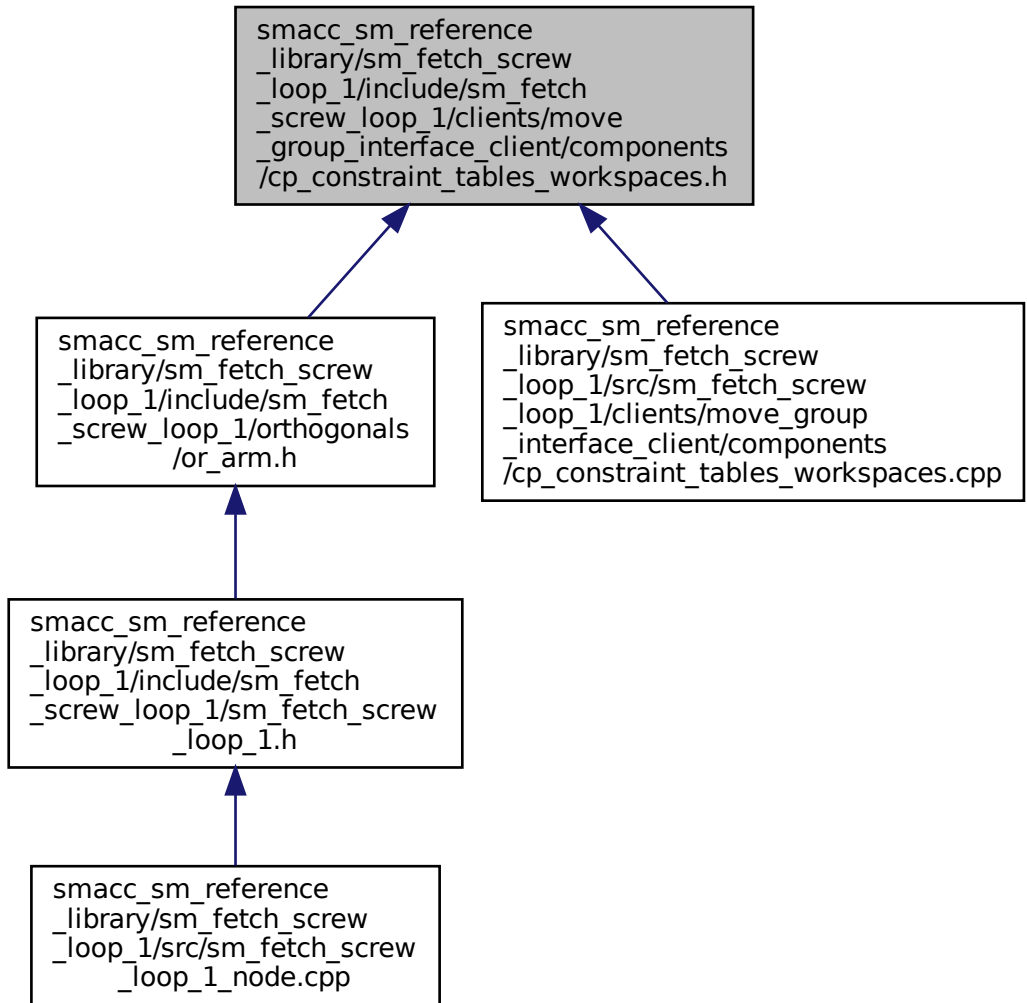 smacc_sm_reference
_library/sm_fetch_screw
_loop_1/include/sm_fetch
_screw_loop_1/clients/move
_group_interface_client/components
/cp_constraint_tables_workspaces.h
smacc_sm_reference
_library/sm_fetch_screw
_loop_1/include/sm_fetch
_screw_loop_1/orthogonals
/or_arm.h
smacc_sm_reference
_library/sm_fetch_screw
_loop_1/src/sm_fetch_screw
_loop_1/clients/move_group
_interface_client/components
/cp_constraint_tables_workspaces.cpp
smacc_sm_reference
_library/sm_fetch_screw
_loop_1/include/sm_fetch
_screw_loop_1/sm_fetch_screw
_loop_1.h
smacc_sm_reference
_library/sm_fetch_screw
_loop_1/src/sm_fetch_screw
_loop_1_node.cpp